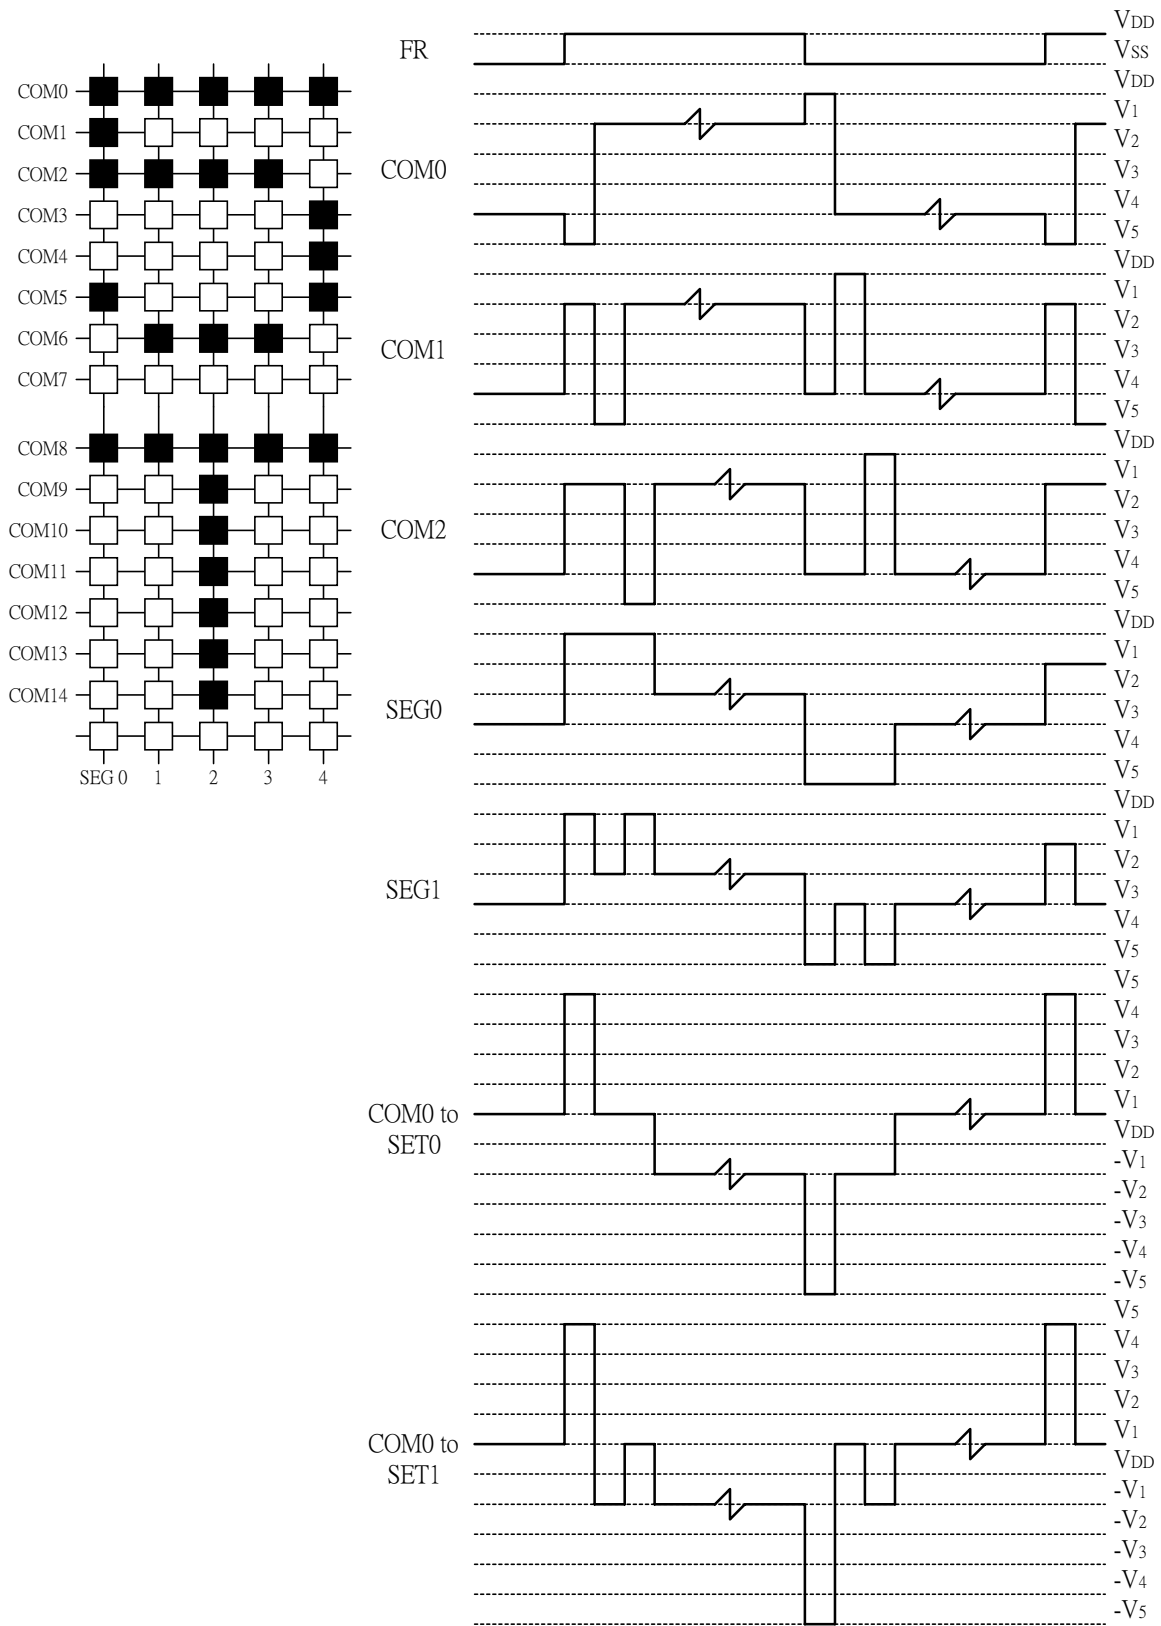 FR
VDD
VSS
COM0
COM1
COM2
COM3
COM4
COM5
COM6
COM7
COM8
COM9
COM10
COM11
COM12
COM13
COM14
SEG 0 1 2 3 4
COM0
VDD
V1
V2
V3
V4
V5
COM1
VDD
V1
V2
V3
V4
V5
COM2
VDD
V1
V2
V3
V4
V5
SEG0
VDD
V1
V2
V3
V4
V5
SEG1
VDD
V1
V2
V3
V4
V5
COM0 to
SET0
V5
V4
V3
V2
V1
VDD
-V1
-V2
-V3
-V4
-V5
COM0 to
SET1
V5
V4
V3
V2
V1
VDD
-V1
-V2
-V3
-V4
-V5